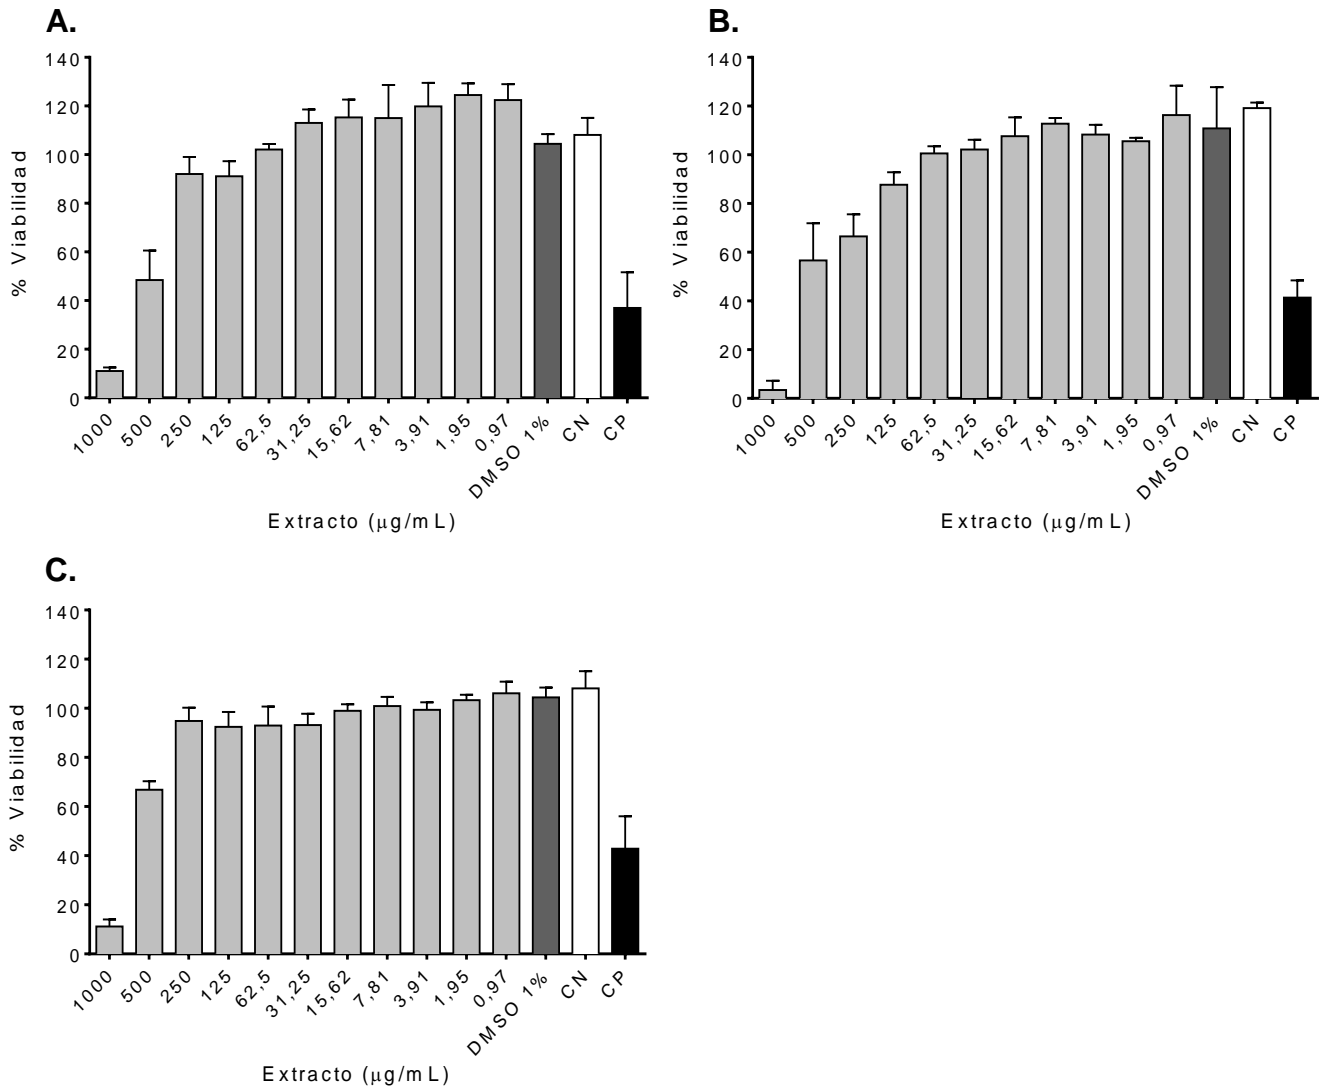 A.
% Viabilidad
140
120
100
80
60
40
20
0
1000 500 250 125 62,5 31,25 15,62 7,81 3,91 1,95 0,97 DMSO 1% CN CP
Extracto (μg/mL)
B.
% Viabilidad
140
120
100
80
60
40
20
0
1000 500 250 125 62,5 31,25 15,62 7,81 3,91 1,95 0,97 DMSO 1% CN CP
Extracto (μg/mL)
C.
% Viabilidad
140
120
100
80
60
40
20
0
1000 500 250 125 62,5 31,25 15,62 7,81 3,91 1,95 0,97 DMSO 1% CN CP
Extracto (μg/mL)